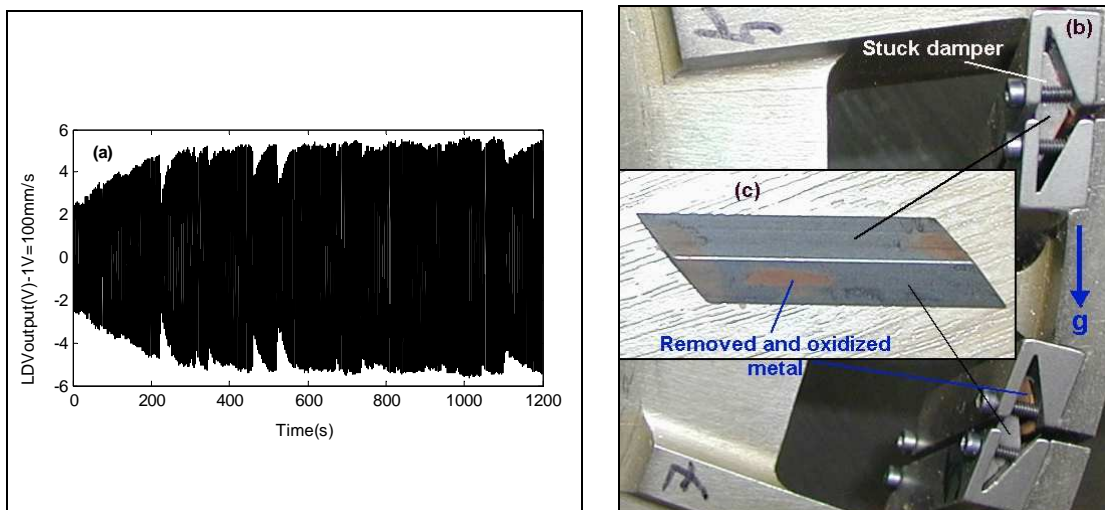 (a)
6
4
2
0
-2
-4
-6
LDVoutput(V)-1V=100mm/s
0 200 400 600 800 1000 1200
Time(s)
(b)
Stuck damper
(c)
Removed and oxidized
metal
g